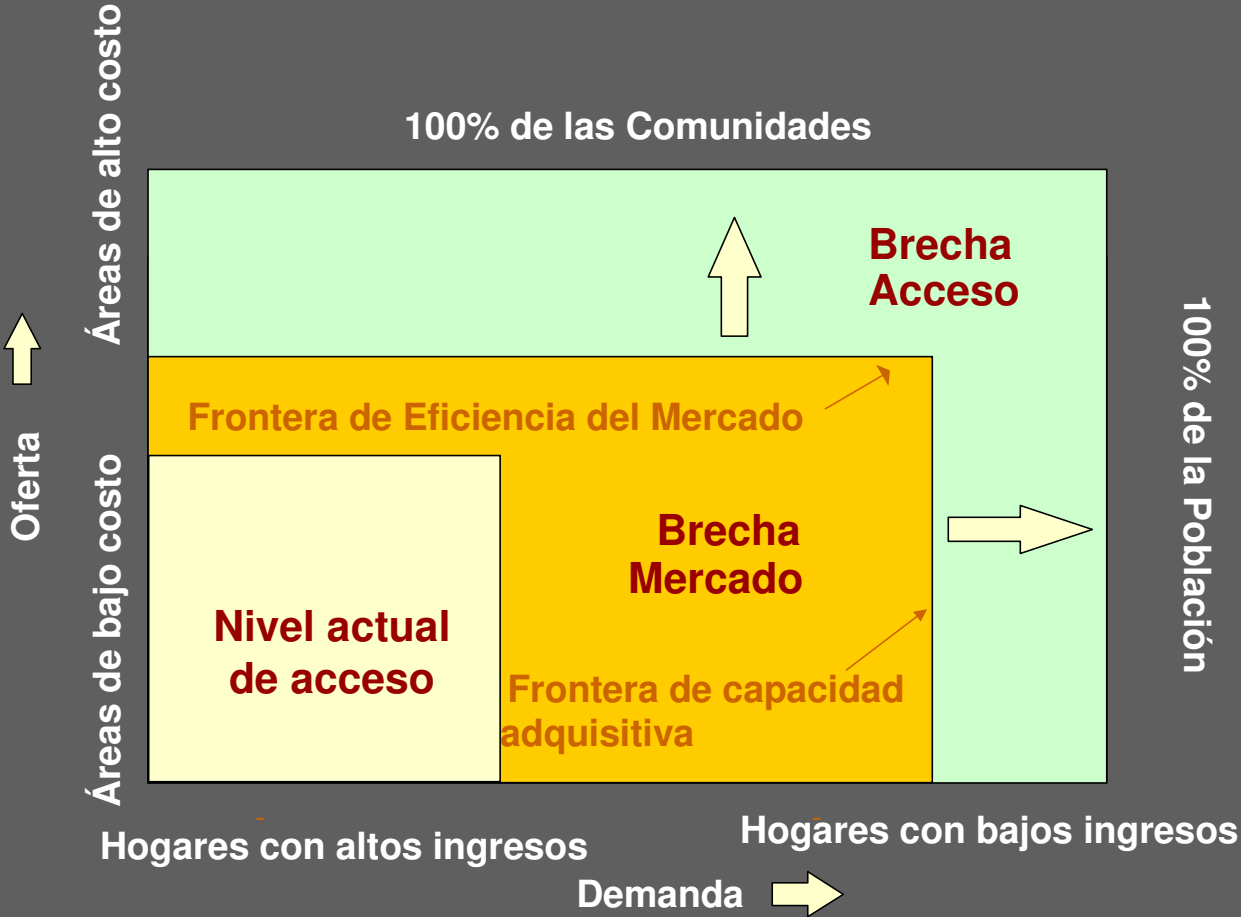 Áreas de alto costo
100% de las Comunidades
Brecha
Acceso
100% de la Población
Frontera de Eficiencia del Mercado
Oferta
Áreas de bajo costo
Brecha
Mercado
Nivel actual
de acceso
Frontera de capacidad
adquisitiva
Hogares con altos ingresos
Hogares con bajos ingresos
Demanda